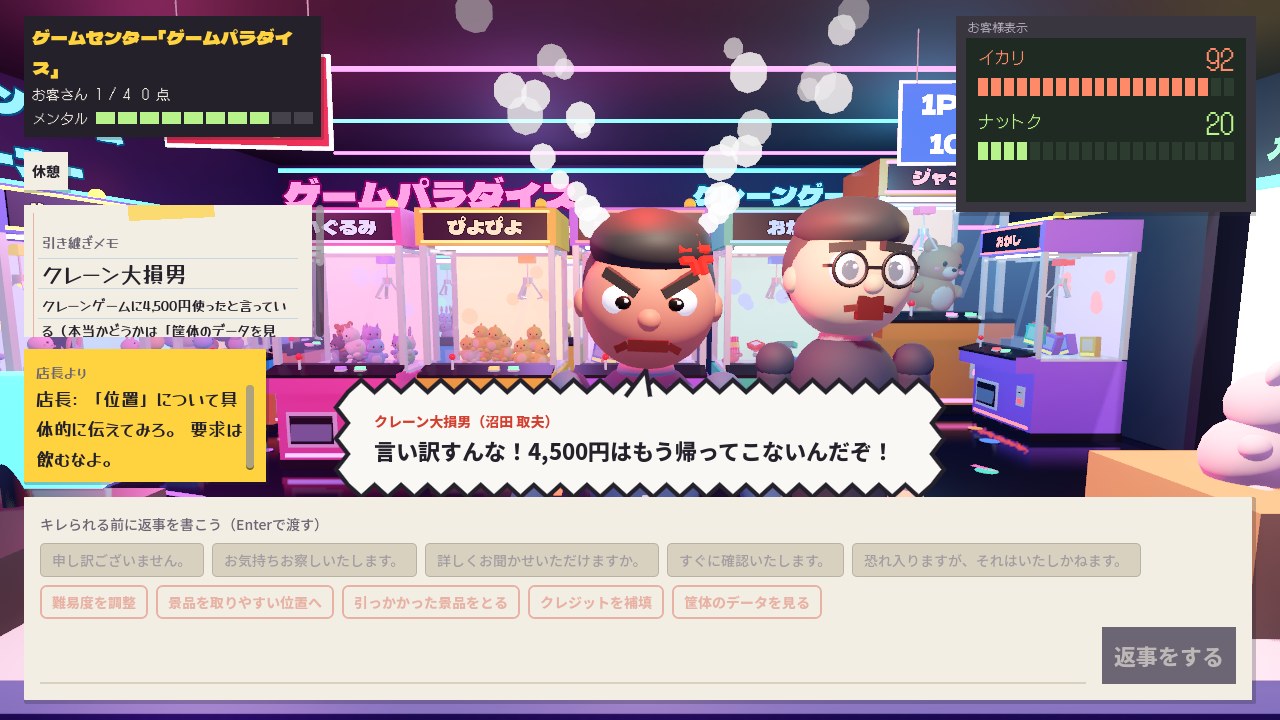 ゲームセンター「ゲームパラダイ
ス」
お客さん 1/4 0点
メンタル
休憩
引き継ぎメモ
クレーン大損男
クレーンゲームに4,500円使ったと言ってい
る（本当かどうかは「筐体のデータを見
店長より
店長: 「位置」について具
体的に伝えてみろ。 要求は
飲むなよ。
お客様表示
イカリ 92
ナットク 20
1P
10
ゲームパラダイス
クレーンゲー
ジャン
ぐるみ
ぴよぴよ
おか
おかし
クレーン大損男（沼田 取夫）
言い訳すんな！4,500円はもう帰ってこないんだぞ！
キレられる前に返事を書こう（Enterで渡す）
申し訳ございません。 お気持ちお察しいたします。 詳しくお聞かせいただけますか。 すぐに確認いたします。 恐れ入りますが、それはいたしかねます。
難易度を調整 景品を取りやすい位置へ 引っかかった景品をとる クレジットを補填 筐体のデータを見る
返事をする